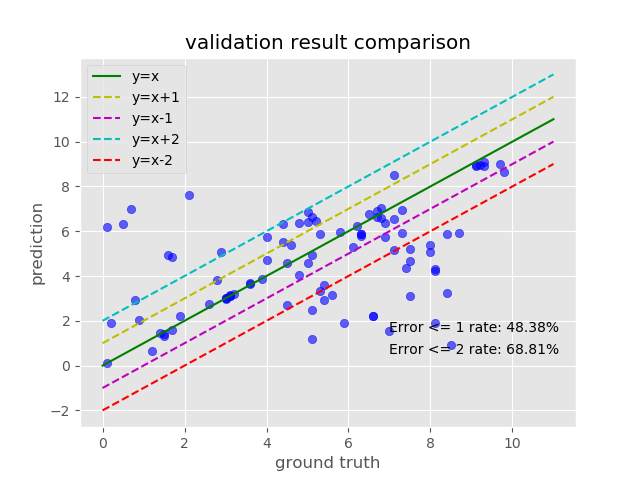 validation result comparison
y=x
y=x+1
y=x-1
y=x+2
y=x-2
12
10
8
6
4
2
0
−2
prediction
Error <= 1 rate: 48.38%
Error <= 2 rate: 68.81%
0 2 4 6 8 10
ground truth